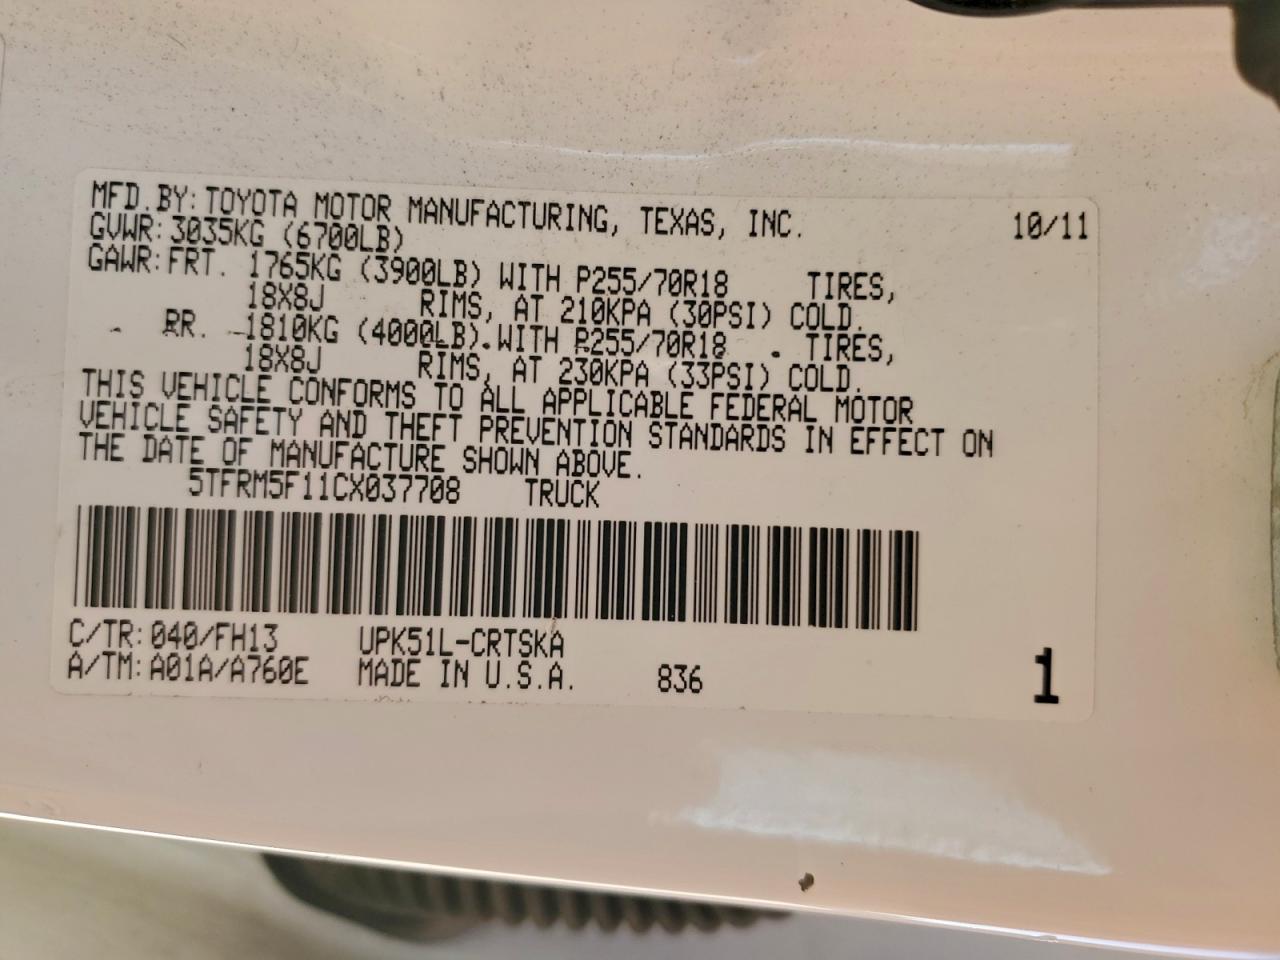 MFD. BY: TOYOTA MOTOR MANUFACTURING, TEXAS, INC. 10/11
GVWR: 3035KG (6700LB)
GAWR: FRT. 1765KG (3900LB) WITH P255/70R18 TIRES,
18X8J RIMS, AT 210KPA (30PSI) COLD.
RR. 1810KG (4000LB) WITH P255/70R18 TIRES,
18X8J RIMS, AT 230KPA (33PSI) COLD.
THIS VEHICLE CONFORMS TO ALL APPLICABLE FEDERAL MOTOR
VEHICLE SAFETY AND THEFT PREVENTION STANDARDS IN EFFECT ON
THE DATE OF MANUFACTURE SHOWN ABOVE.
5TFRM5F11CX037708 TRUCK
C/TR: 040/FH13 UPK51L-CRTSKA
A/TM: A01A/A760E MADE IN U.S.A. 836 1